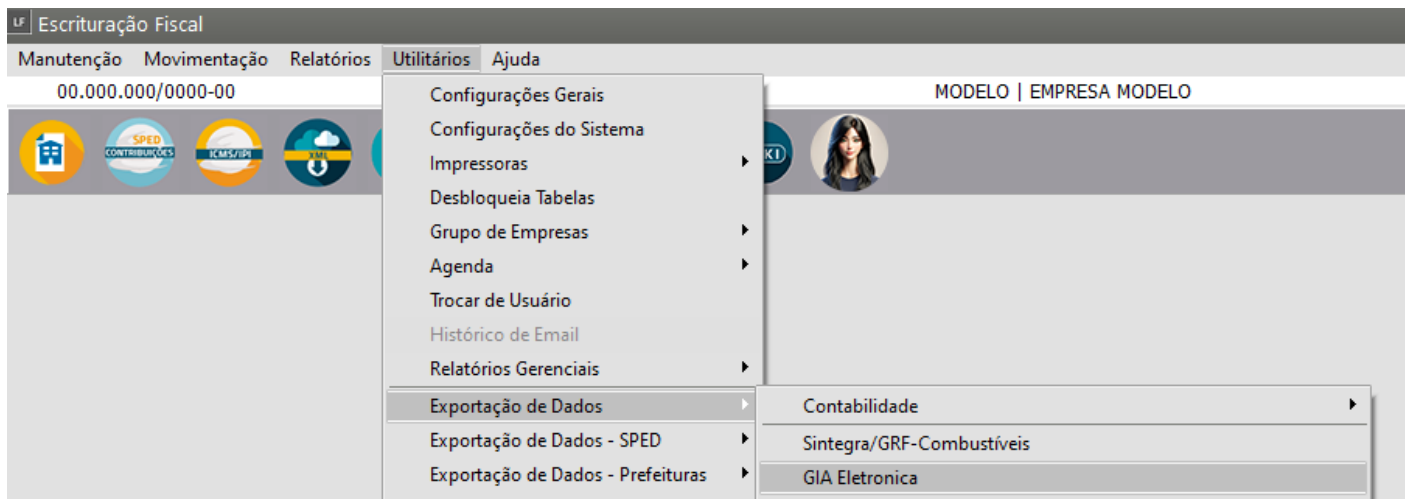 LF Escrituração Fiscal
Manutenção Movimentação Relatórios Utilitários Ajuda
00.000.000/0000-00 MODELO | EMPRESA MODELO
SPED CONTRIBUIÇÕES ICMS/IPI XML KI)
Configurações Gerais
Configurações do Sistema
Impressoras
Desbloqueia Tabelas
Grupo de Empresas
Agenda
Trocar de Usuário
Histórico de Email
Relatórios Gerenciais
Exportação de Dados Contabilidade
Exportação de Dados - SPED Sintegra/GRF-Combustíveis
Exportação de Dados - Prefeituras GIA Eletronica